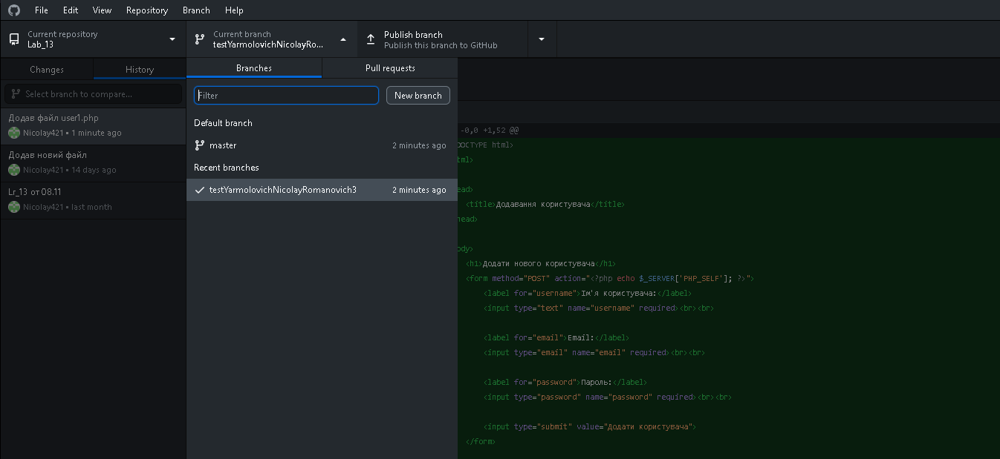 File Edit View Repository Branch Help
Current repository
Lab_13
Current branch
testYarmolovichNicolayRo...
Publish branch
Publish this branch to GitHub
Changes History
Select branch to compare...
Додав файл user1.php
Nicolay421 • 1 minute ago
Додав новий файл
Nicolay421 • 14 days ago
Lr_13 от 08.11
Nicolay421 • last month
Branches Pull requests
Filter New branch
Default branch
master 2 minutes ago
Recent branches
testYarmolovichNicolayRomanovich3 2 minutes ago
-0,0 +1,52 @@
OCTYPE html>
tml>
ead>
<title>Додавання користувача</title>
head>
ody>
<h1>Додати нового користувача</h1>
<form method="POST" action="<?php echo $_SERVER['PHP_SELF']; ?>">
<label for="username">Ім'я користувача:</label>
<input type="text" name="username" required><br><br>
<label for="email">Email:</label>
<input type="email" name="email" required><br><br>
<label for="password">Пароль:</label>
<input type="password" name="password" required><br><br>
<input type="submit" value="Додати користувача">
</form>